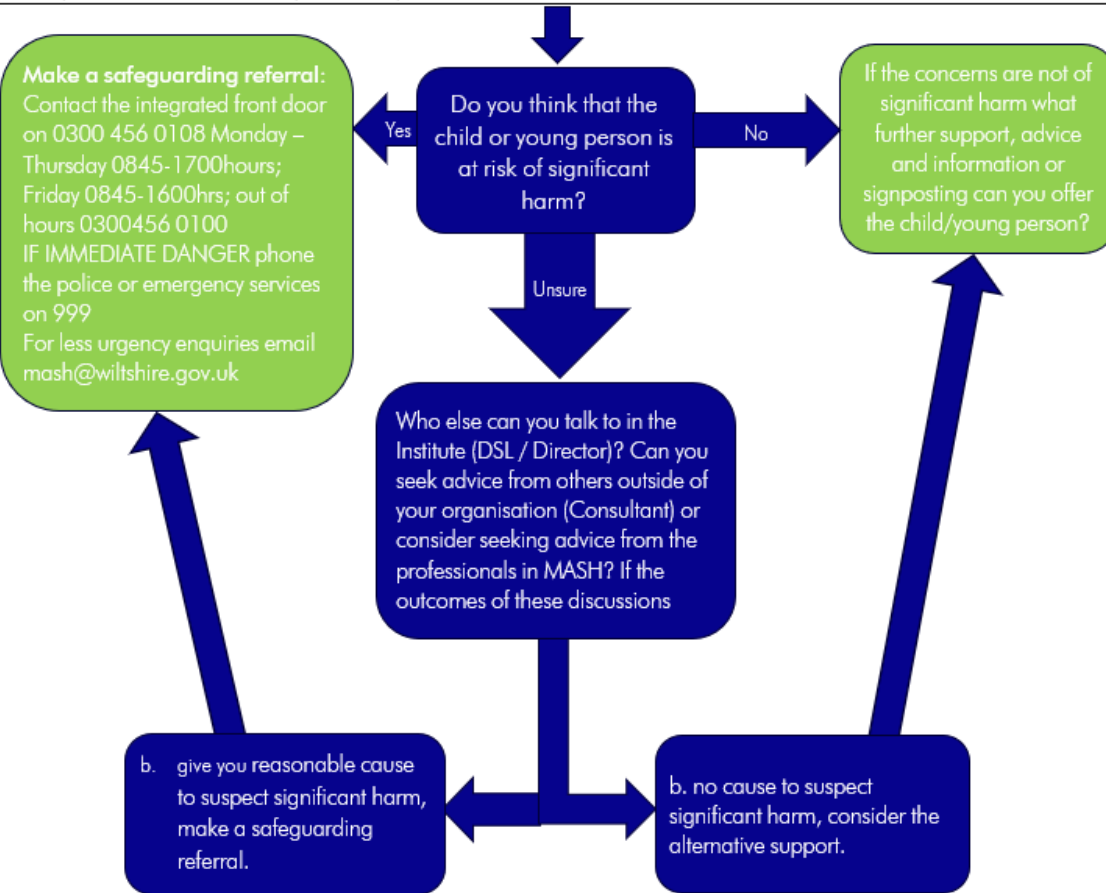 Make a safeguarding referral:
Contact the integrated front door
on 0300 456 0108 Monday –
Thursday 0845-1700hours;
Friday 0845-1600hrs; out of
hours 0300456 0100
IF IMMEDIATE DANGER phone
the police or emergency services
on 999
For less urgency enquiries email
mash@wiltshire.gov.uk
Yes
Do you think that the
child or young person is
at risk of significant
harm?
No
If the concerns are not of
significant harm what
further support, advice
and information or
signposting can you offer
the child/young person?
Unsure
Who else can you talk to in the
Institute (DSL / Director)? Can you
seek advice from others outside of
your organisation (Consultant) or
consider seeking advice from the
professionals in MASH? If the
outcomes of these discussions
b. give you reasonable cause
to suspect significant harm,
make a safeguarding
referral.
b. no cause to suspect
significant harm, consider the
alternative support.